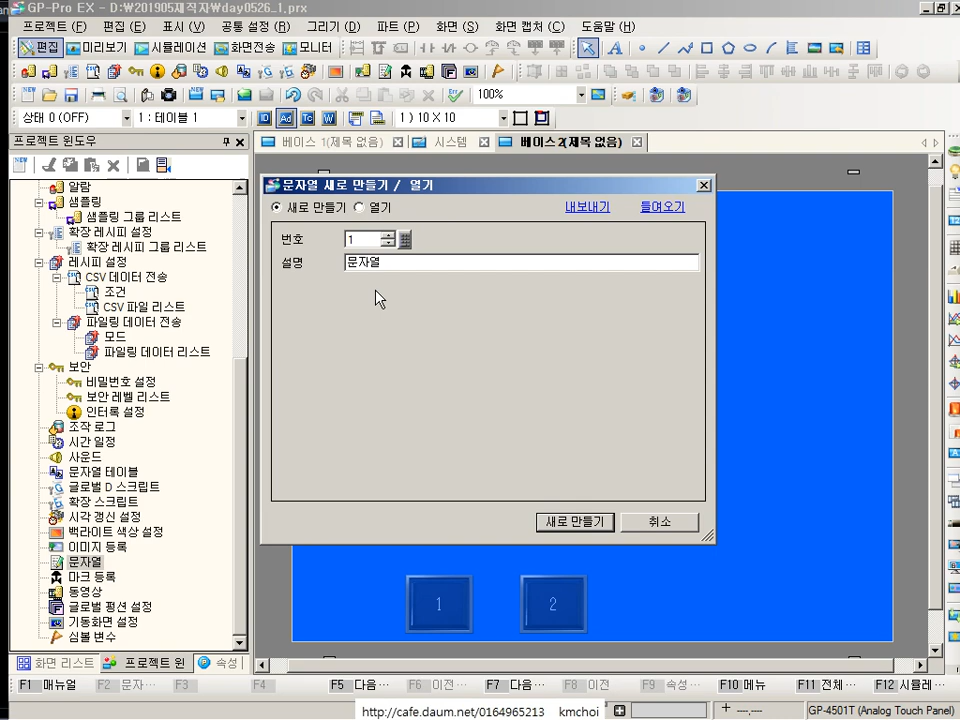 GP-Pro EX - D:₩201905재직자₩day0526_1.prx
프로젝트 (F) 편집 (E) 표시 (V) 공통 설정 (R) 그리기 (D) 파트 (P) 화면 (S) 화면 캡처 (C) 도움말 (H)
편집 미리보기 시뮬레이션 화면전송 모니터
100%
상태 0 (OFF) 1 : 테이블 1 ID Ad Tc W 1 ) 10 X 10
프로젝트 윈도우
베이스 1(제목 없음) 시스템 베이스 2(제목 없음)
알람
샘플링
샘플링 그룹 리스트
확장 레시피 설정
확장 레시피 그룹 리스트
레시피 설정
CSV 데이터 전송
조건
CSV 파일 리스트
파일링 데이터 전송
모드
파일링 데이터 리스트
보안
비밀번호 설정
보안 레벨 리스트
인터록 설정
조작 로그
시간 일정
사운드
문자열 테이블
글로벌 D 스크립트
확장 스크립트
시각 갱신 설정
백라이트 색상 설정
이미지 등록
문자열
마크 등록
동영상
글로벌 펑션 설정
기동화면 설정
심볼 변수
문자열 새로 만들기 / 열기
새로 만들기 열기 내보내기 들여오기
번호 1
설명 문자열
새로 만들기 취소
1 2
화면 리스트 프로젝트 윈 속성
F1 매뉴얼 F2 문자… F3 F4 F5 다음… F6 이전… F7 다음… F8 이전 F9 속성… F10 메뉴 F11 전체… F12 시뮬레…
http://cafe.daum.net/0164965213 kmchoi GP-4501T (Analog Touch Panel)